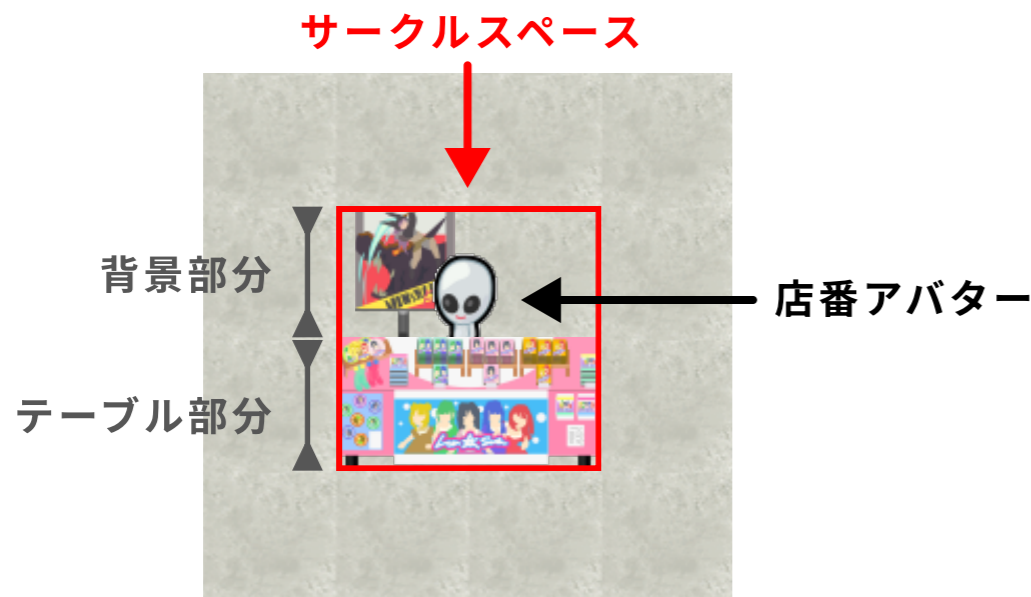 サークルスペース
背景部分
店番アバター
テーブル部分